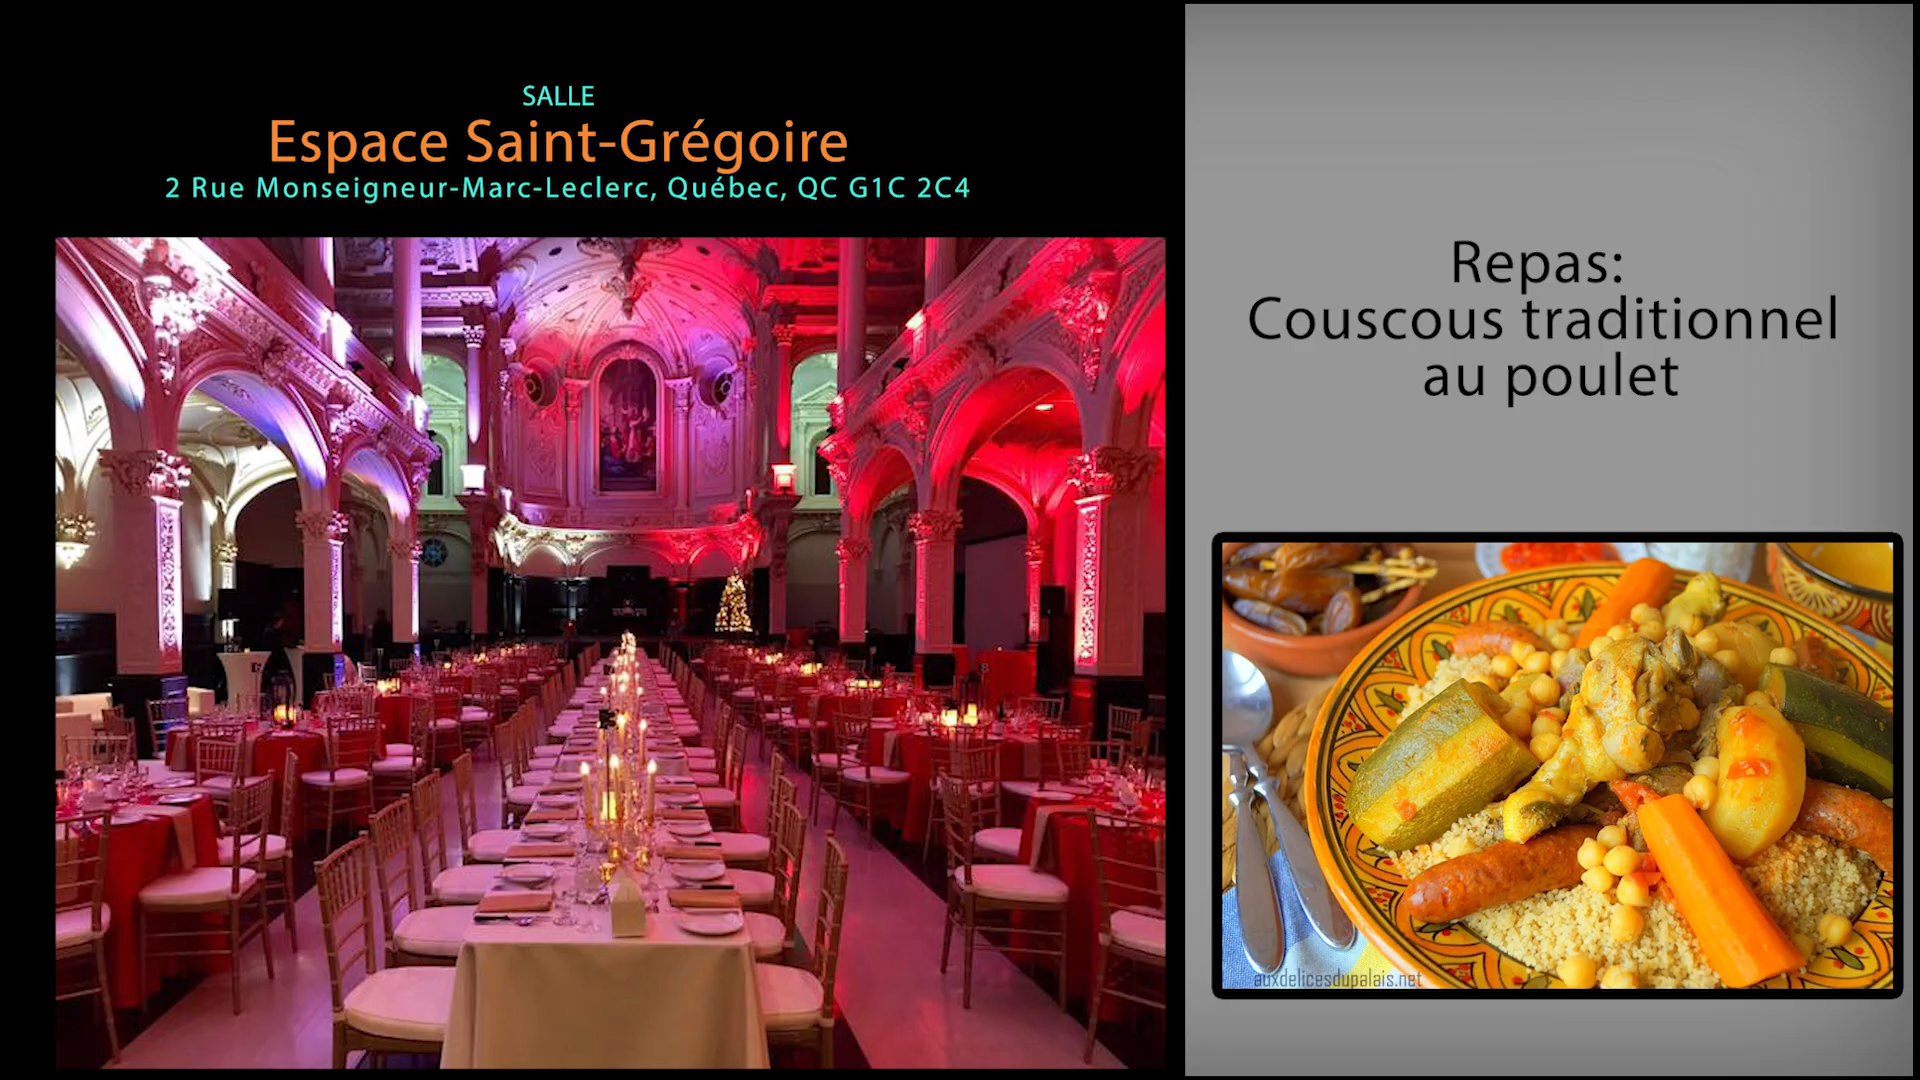 SALLE
Espace Saint-Grégoire
2 Rue Monseigneur-Marc-Leclerc, Québec, QC G1C 2C4
Repas:
Couscous traditionnel
au poulet
auxdelicesdupalais.net